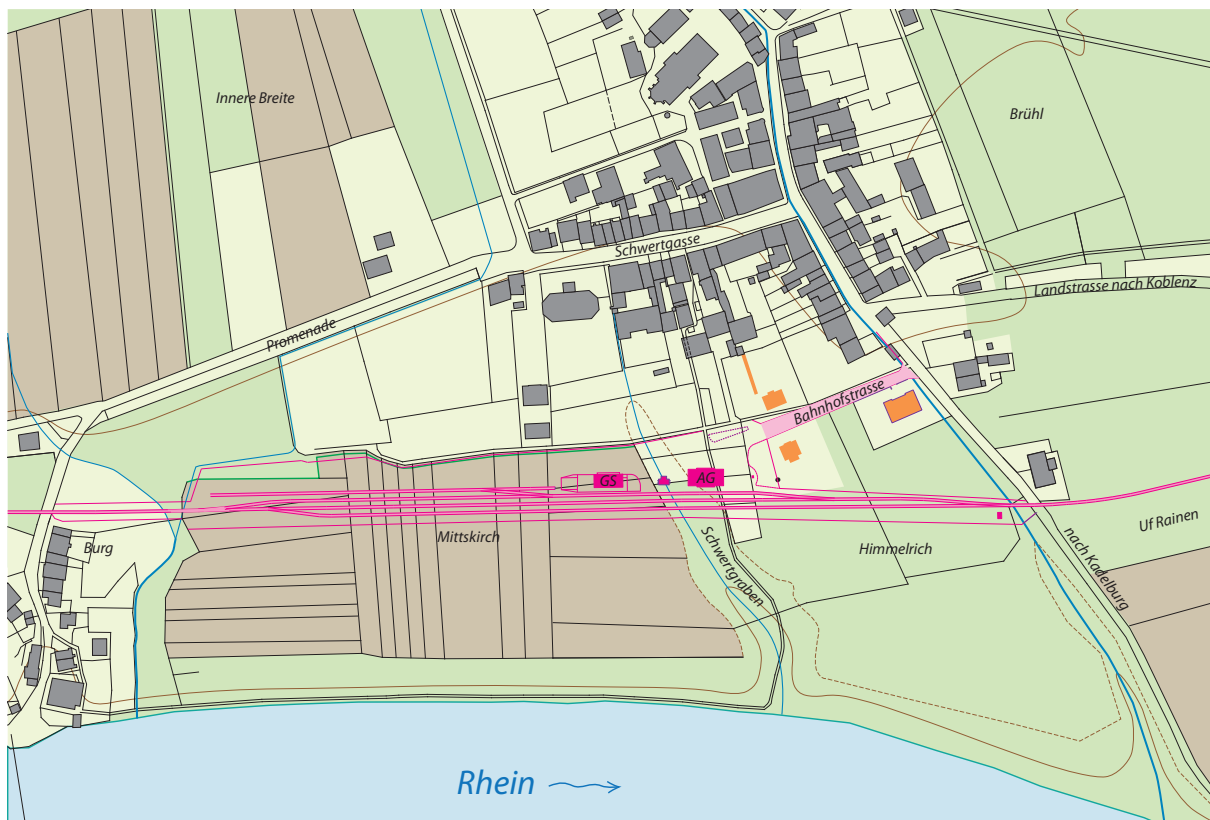 Innere Breite
Brühl
Schwertgasse
Landstrasse nach Koblenz
Promenade
Bahnhofstrasse
GS
AG
Mittskirch
Burg
Himmelrich
Uf Rainen
Schwertgraben
nach Kadelburg
Rhein